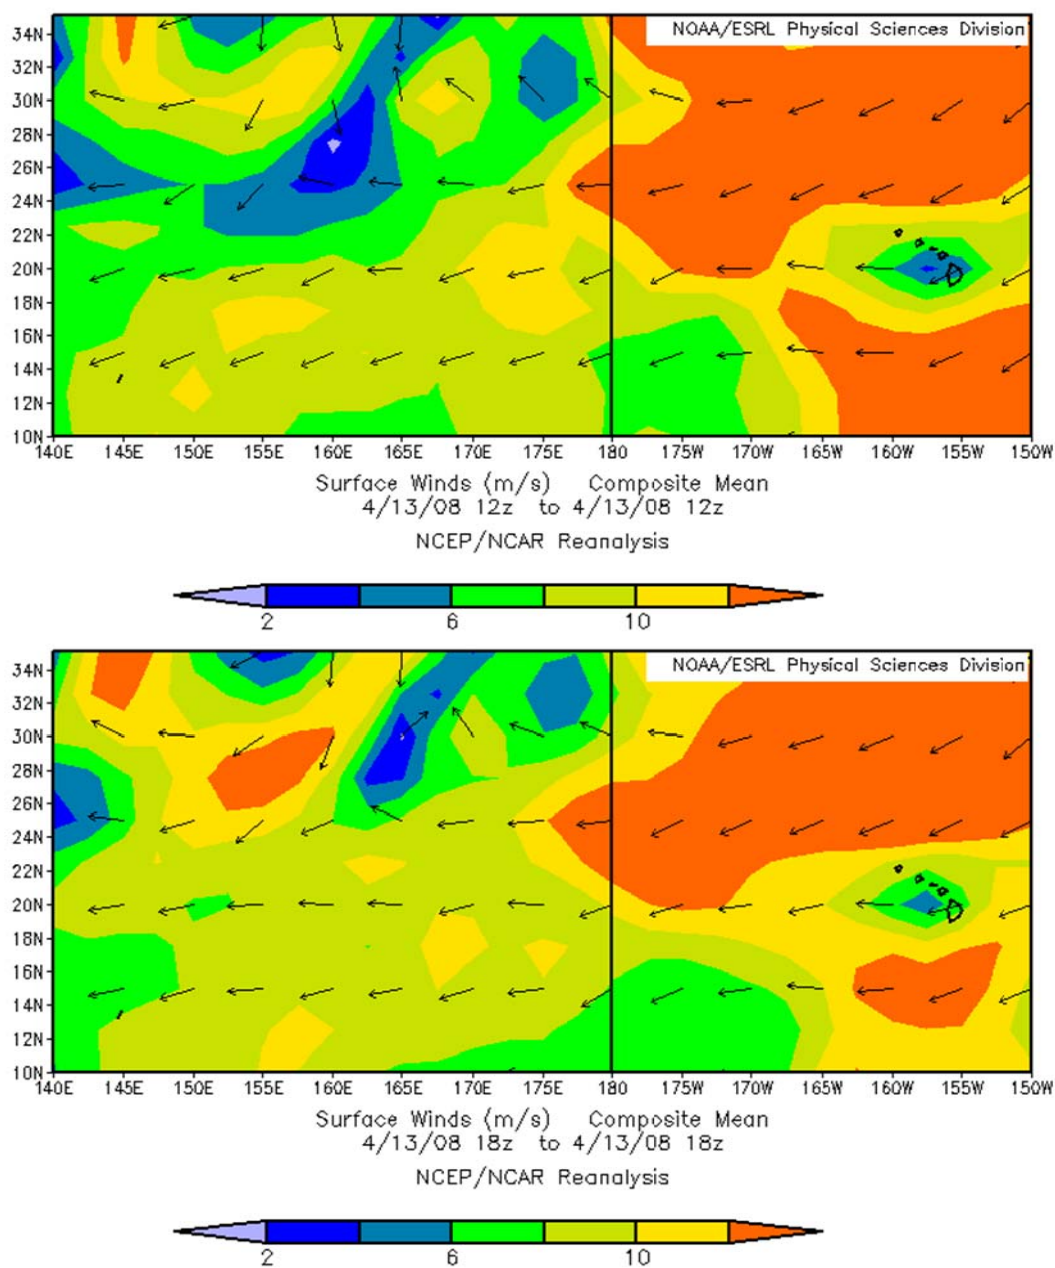 NOAA/ESRL Physical Sciences Division
34N
32N
30N
28N
26N
24N
22N
20N
18N
16N
14N
12N
10N
140E 145E 150E 155E 160E 165E 170E 175E 180 175W 170W 165W 160W 155W 150W
Surface Winds (m/s) Composite Mean
4/13/08 12z to 4/13/08 12z
NCEP/NCAR Reanalysis
2 6 10
NOAA/ESRL Physical Sciences Division
34N
32N
30N
28N
26N
24N
22N
20N
18N
16N
14N
12N
10N
140E 145E 150E 155E 160E 165E 170E 175E 180 175W 170W 165W 160W 155W 150W
Surface Winds (m/s) Composite Mean
4/13/08 18z to 4/13/08 18z
NCEP/NCAR Reanalysis
2 6 10